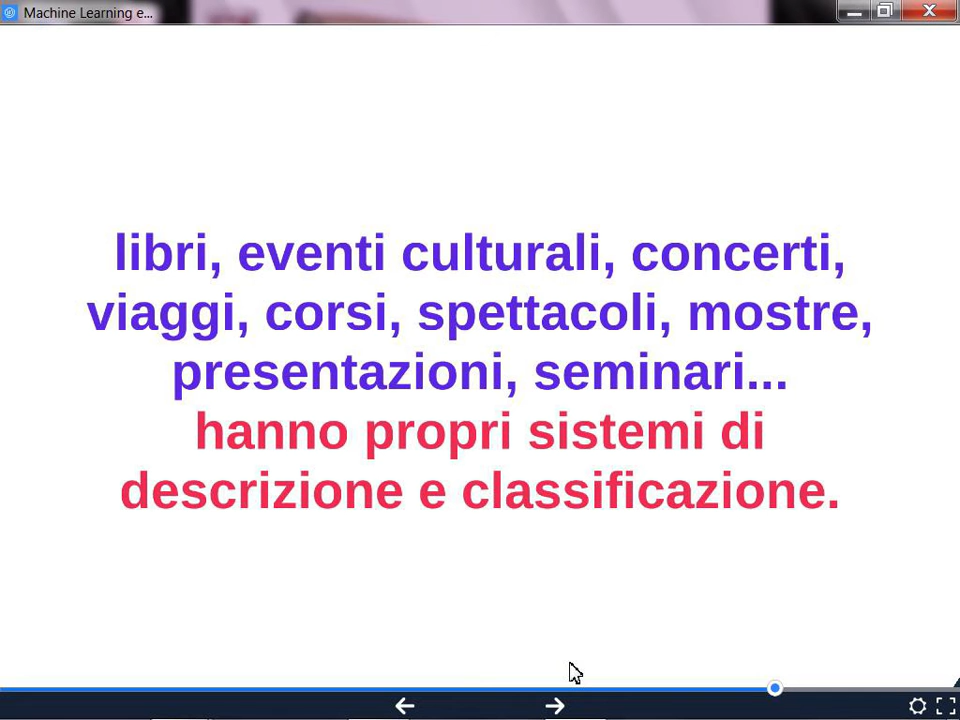 Machine Learning e...
libri, eventi culturali, concerti,
viaggi, corsi, spettacoli, mostre,
presentazioni, seminari...
hanno propri sistemi di
descrizione e classificazione.